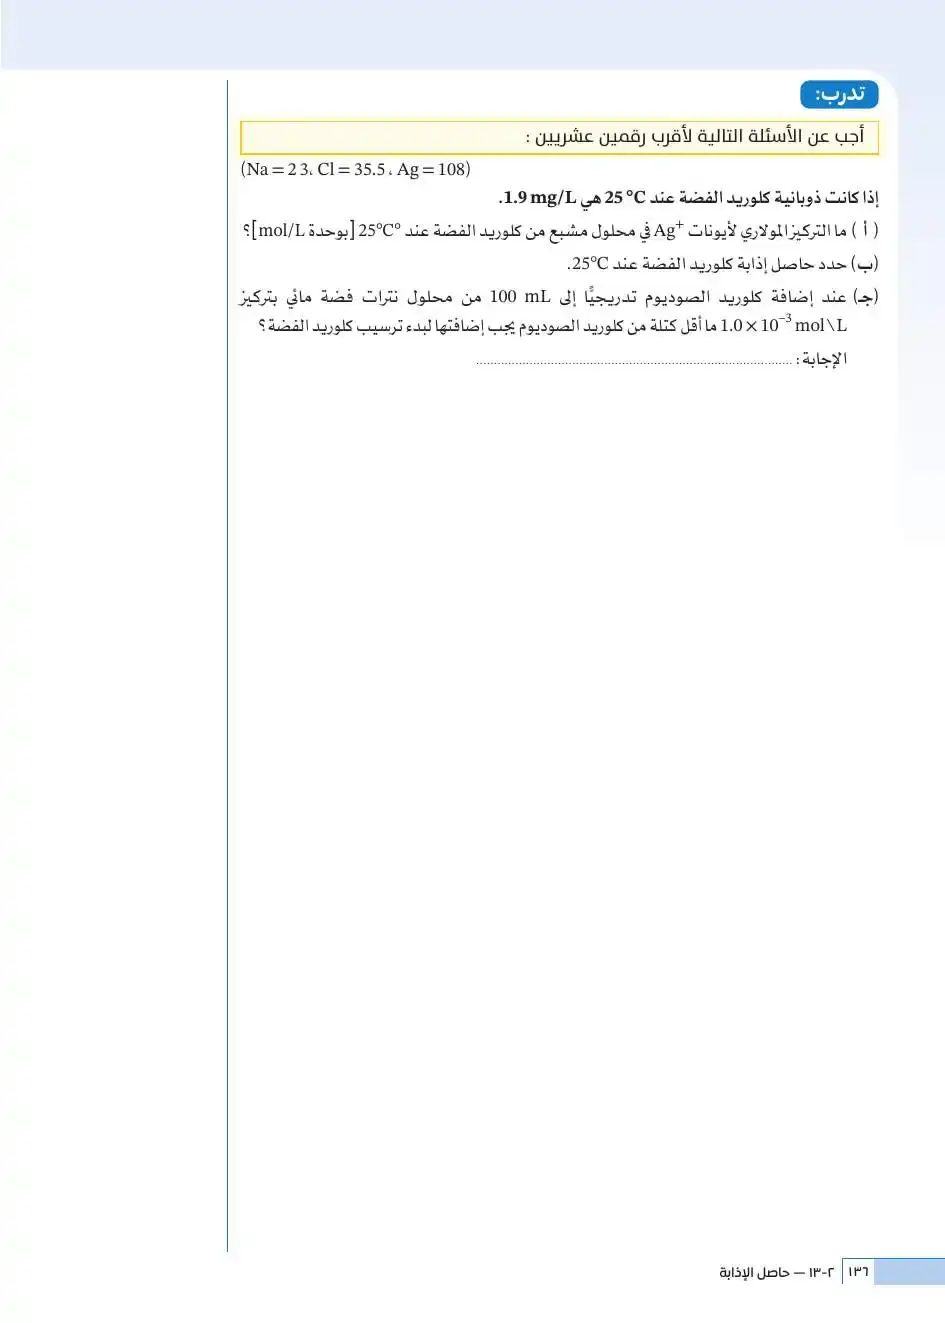 تدرب:
أجب عن الأسئلة التالية لأقرب رقمين عشريين :
(Na = 2 3، Cl = 35.5 ، Ag = 108)
إذا كانت ذوبانية كلوريد الفضة عند 25 °C هي 1.9 mg/L.
( أ ) ما التركيز المولاري لأيونات Ag⁺ في محلول مشبع من كلوريد الفضة عند 25°C° [بوحدة mol/L]؟
(ب) حدد حاصل إذابة كلوريد الفضة عند 25°C.
(جـ) عند إضافة كلوريد الصوديوم تدريجيًّا إلى 100 mL من محلول نترات فضة مائي بتركيز
1.0 × 10⁻³ mol\L ما أقل كتلة من كلوريد الصوديوم يجب إضافتها لبدء ترسيب كلوريد الفضة؟
الإجابة : ........................................................................................
١٣٦ ٢-١٣ — حاصل الإذابة